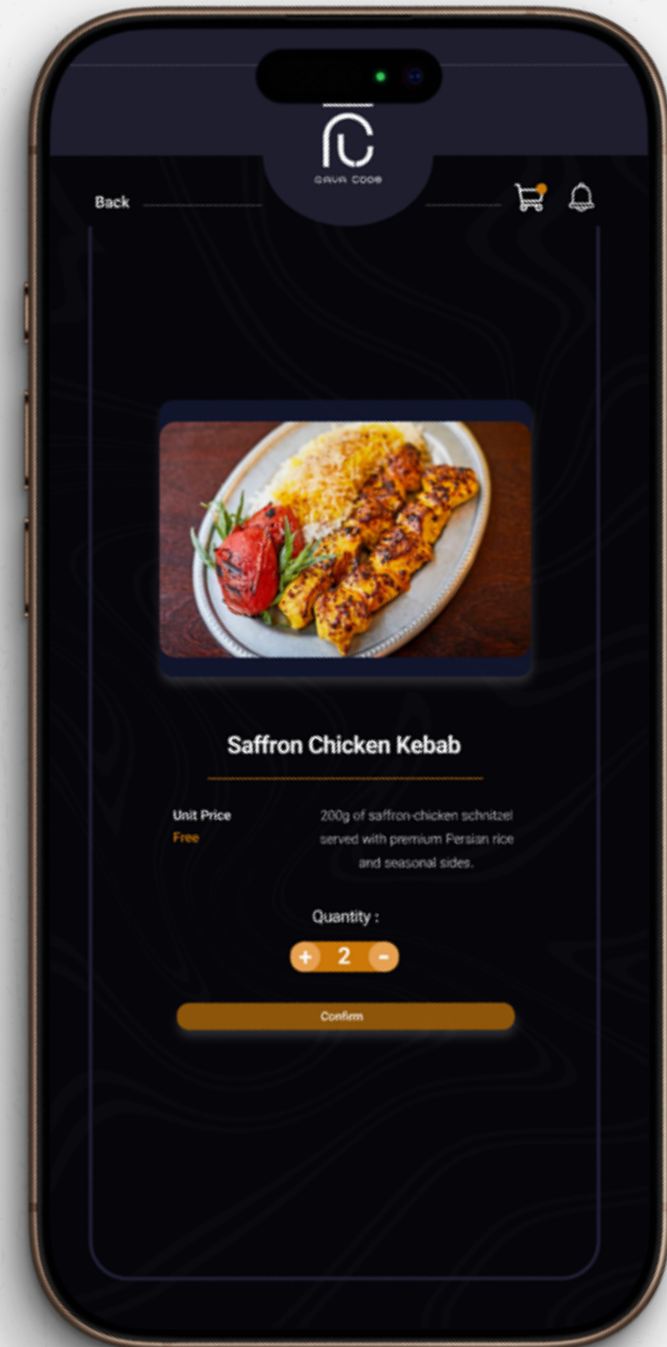 GAVA CODE
Back
Saffron Chicken Kebab
Unit Price
Free
200g of saffron-chicken schnitzel
served with premium Persian rice
and seasonal sides.
Quantity :
+ 2 -
Confirm